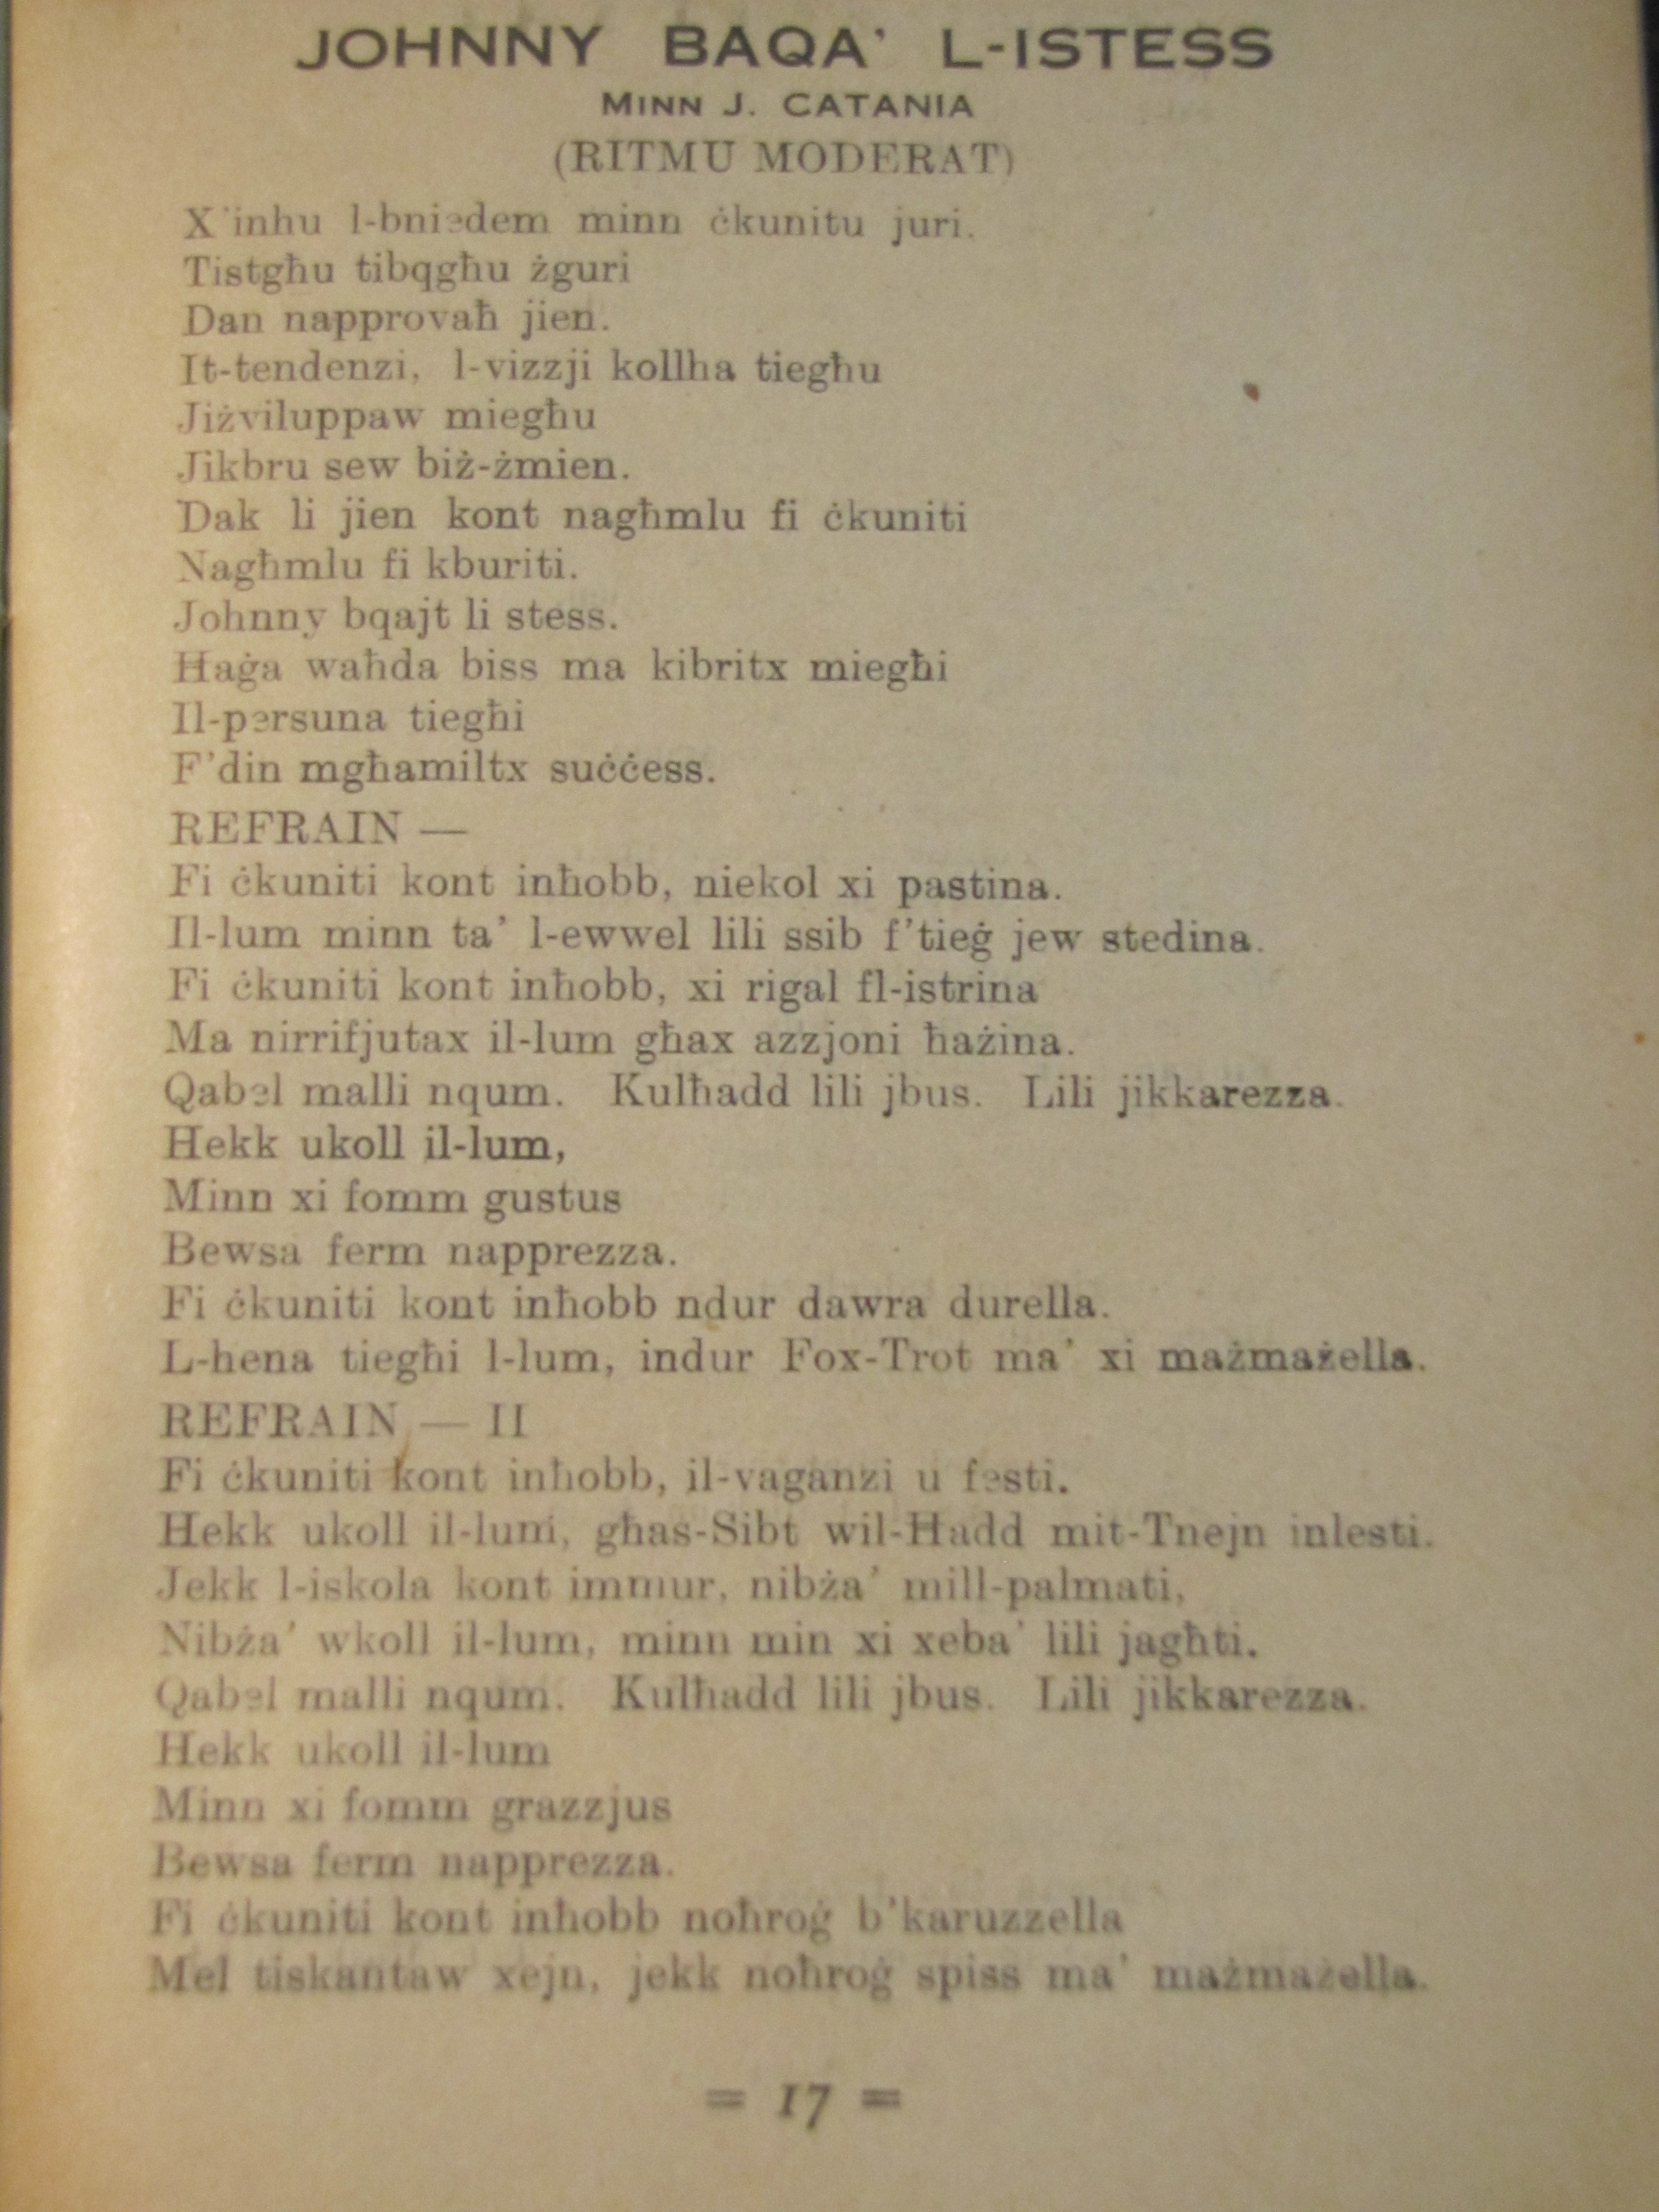 JOHNNY BAQA' L-ISTESS
MINN J. CATANIA
(RITMU MODERAT)
X'inhu l-bniedem minn ċkunitu juri.
Tistgħu tibqgħu żguri
Dan napprovaħ jien.
It-tendenzi, l-vizzji kollha tiegħu
Jiżviluppaw miegħu
Jikbru sew biż-żmien.
Dak li jien kont nagħmlu fi ċkuniti
Nagħmlu fi kburiti.
Johnny bqajt li stess.
Ħaġa waħda biss ma kibritx miegħi
Il-persuna tiegħi
F'din mgħamiltx suċċess.
REFRAIN —
Fi ċkuniti kont inħobb, niekol xi pastina.
Il-lum minn ta' l-ewwel lili ssib f'tieġ jew stedina.
Fi ċkuniti kont inħobb, xi rigal fl-istrina
Ma nirrifjutax il-lum għax azzjoni ħażina.
Qabel malli nqum. Kulħadd lili jbus. Lili jikkarezza.
Hekk ukoll il-lum,
Minn xi fomm gustus
Bewsa ferm napprezza.
Fi ċkuniti kont inħobb ndur dawra durella.
L-hena tiegħi l-lum, indur Fox-Trot ma' xi mażmażella.
REFRAIN — II
Fi ċkuniti kont inħobb, il-vaganzi u festi.
Hekk ukoll il-lum, għas-Sibt wil-Ħadd mit-Tnejn inlesti.
Jekk l-iskola kont immur, nibża' mill-palmati,
Nibża' wkoll il-lum, minn min xi xeba' lili jagħti.
Qabel malli nqum. Kulħadd lili jbus. Lili jikkarezza.
Hekk ukoll il-lum
Minn xi fomm grazzjus
Bewsa ferm napprezza.
Fi ċkuniti kont inħobb noħroġ b'karuzzella
Mel tiskantaw xejn, jekk noħroġ spiss ma' mażmażella.
= 17 =